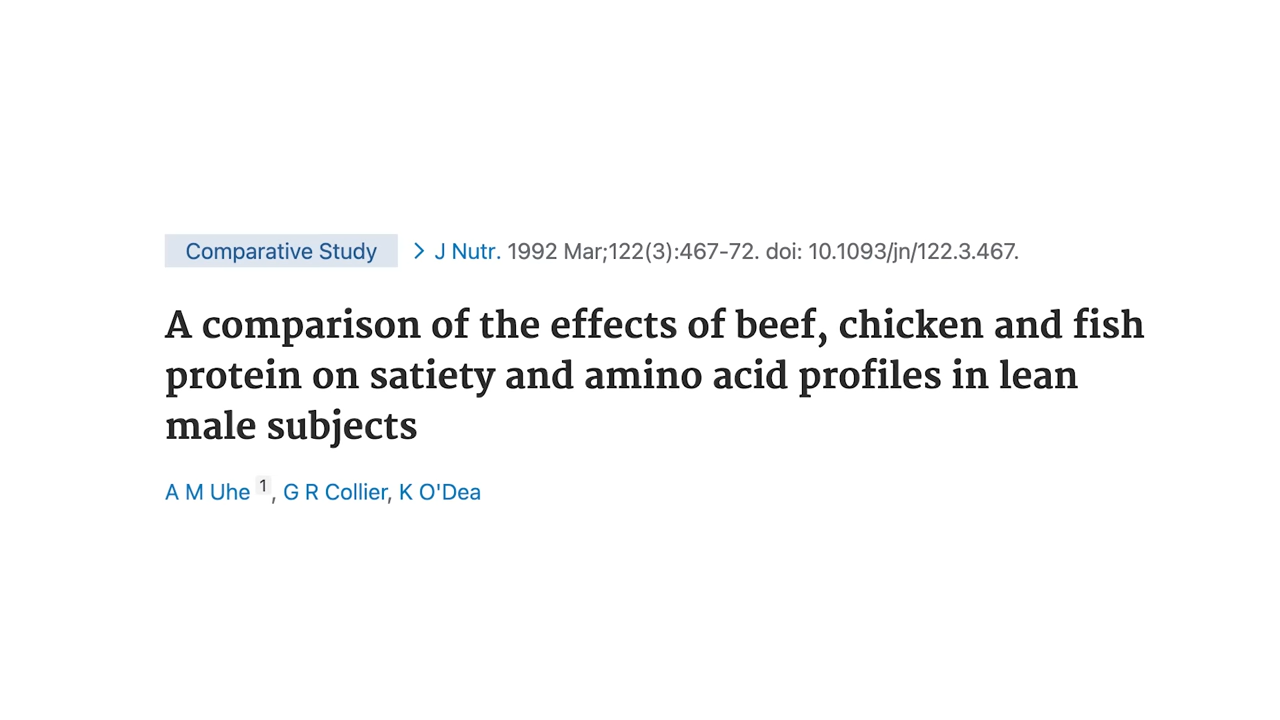 Comparative Study > J Nutr. 1992 Mar;122(3):467-72. doi: 10.1093/jn/122.3.467.
A comparison of the effects of beef, chicken and fish
protein on satiety and amino acid profiles in lean
male subjects
A M Uhe 1, G R Collier, K O'Dea